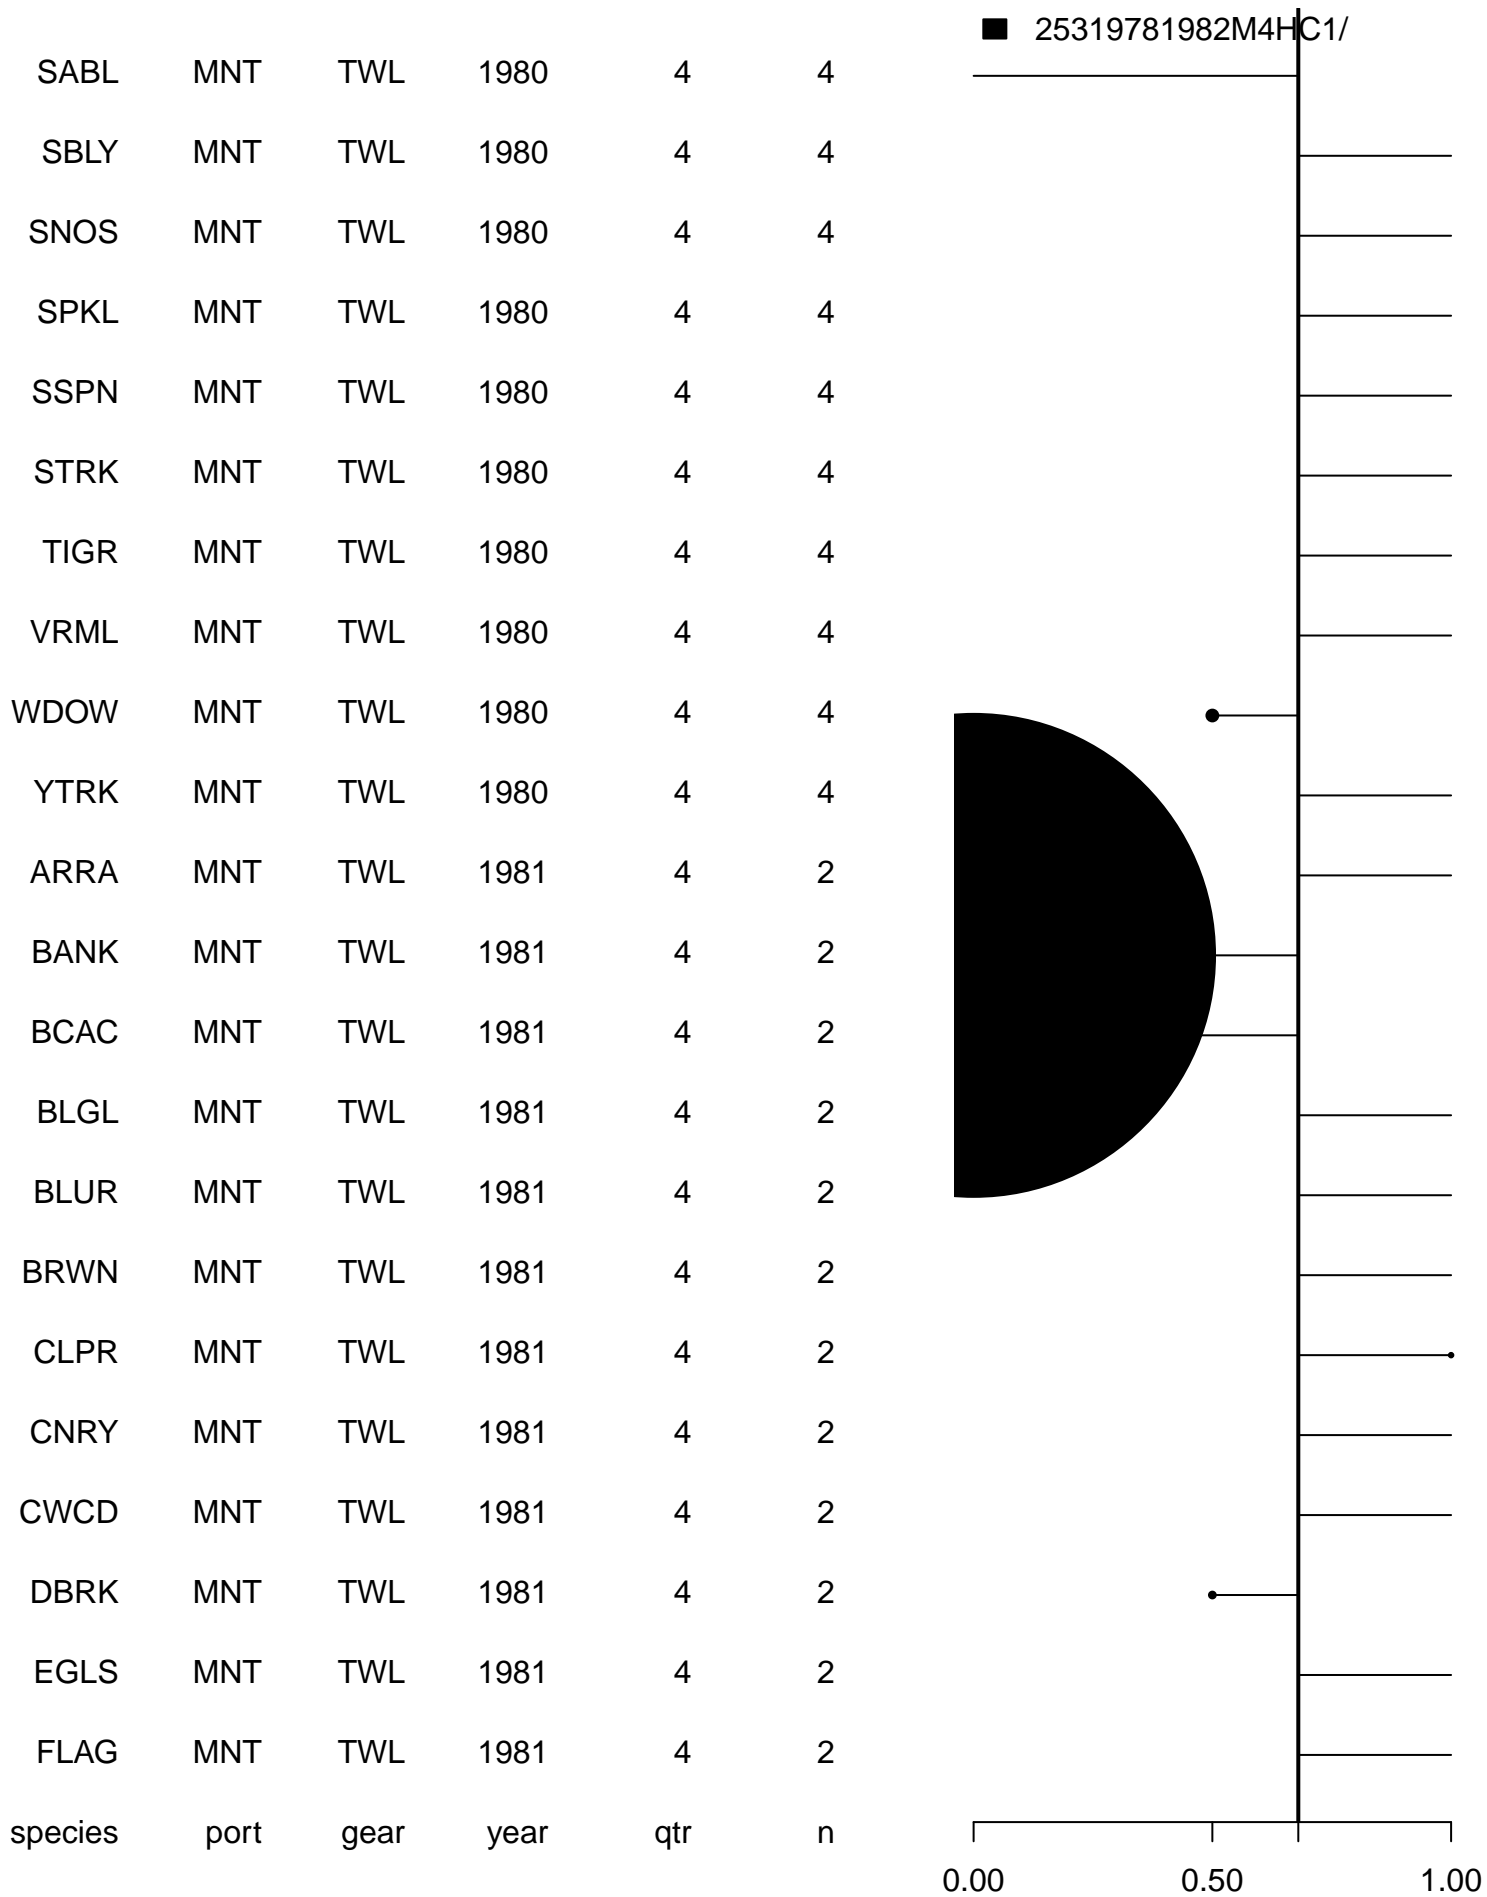 25319781982M4HC1/
SABL MNT TWL 1980 4 4
SBLY MNT TWL 1980 4 4
SNOS MNT TWL 1980 4 4
SPKL MNT TWL 1980 4 4
SSPN MNT TWL 1980 4 4
STRK MNT TWL 1980 4 4
TIGR MNT TWL 1980 4 4
VRML MNT TWL 1980 4 4
WDOW MNT TWL 1980 4 4
YTRK MNT TWL 1980 4 4
ARRA MNT TWL 1981 4 2
BANK MNT TWL 1981 4 2
BCAC MNT TWL 1981 4 2
BLGL MNT TWL 1981 4 2
BLUR MNT TWL 1981 4 2
BRWN MNT TWL 1981 4 2
CLPR MNT TWL 1981 4 2
CNRY MNT TWL 1981 4 2
CWCD MNT TWL 1981 4 2
DBRK MNT TWL 1981 4 2
EGLS MNT TWL 1981 4 2
FLAG MNT TWL 1981 4 2
species port gear year qtr n
0.00 0.50 1.00